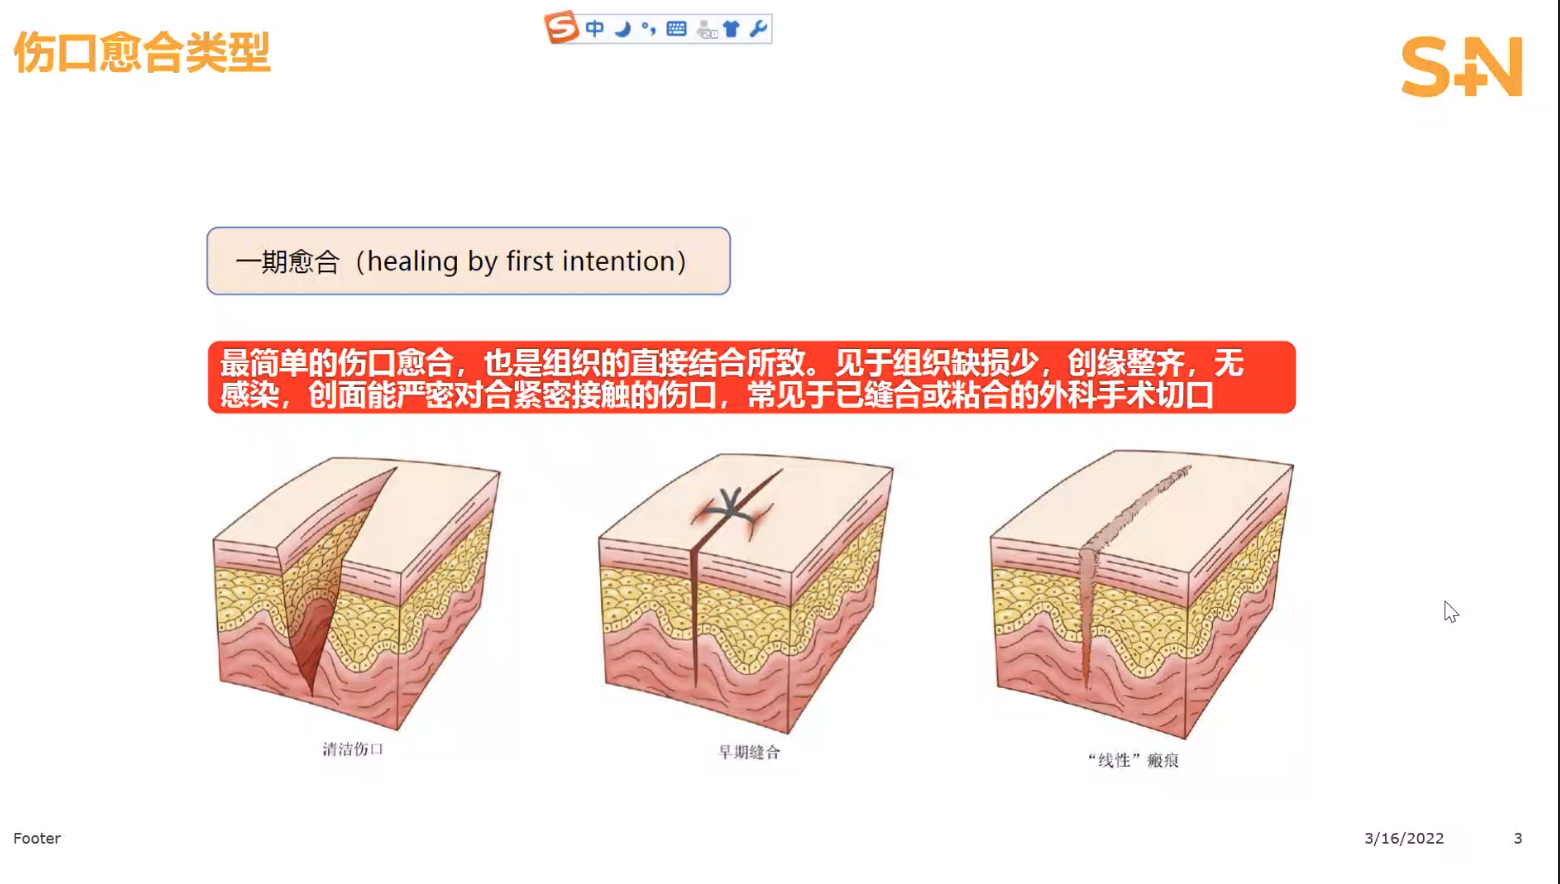 中
伤口愈合类型
S+N
一期愈合（healing by first intention）
最简单的伤口愈合，也是组织的直接结合所致。见于组织缺损少，创缘整齐，无
感染，创面能严密对合紧密接触的伤口，常见于已缝合或粘合的外科手术切口
清洁伤口
早期缝合
“线性”瘢痕
Footer
3/16/2022
3